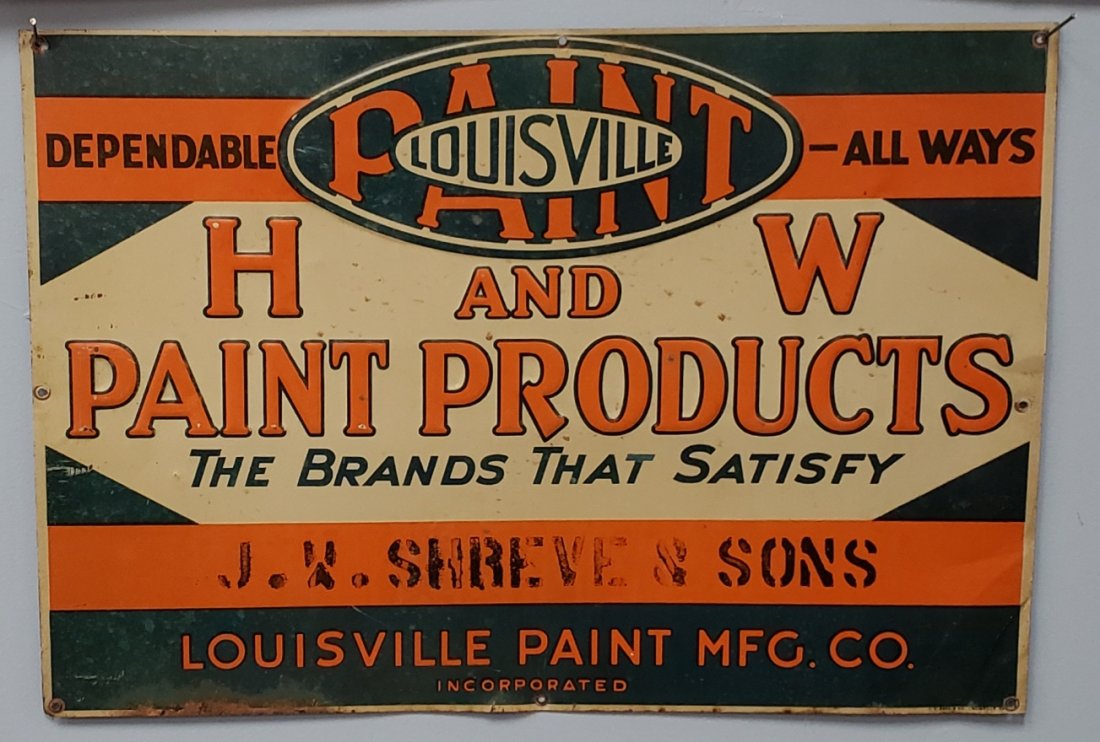 PAINT
LOUISVILLE
DEPENDABLE — ALL WAYS
H AND W
PAINT PRODUCTS
THE BRANDS THAT SATISFY
J. W. SHREVE & SONS
LOUISVILLE PAINT MFG. CO.
INCORPORATED